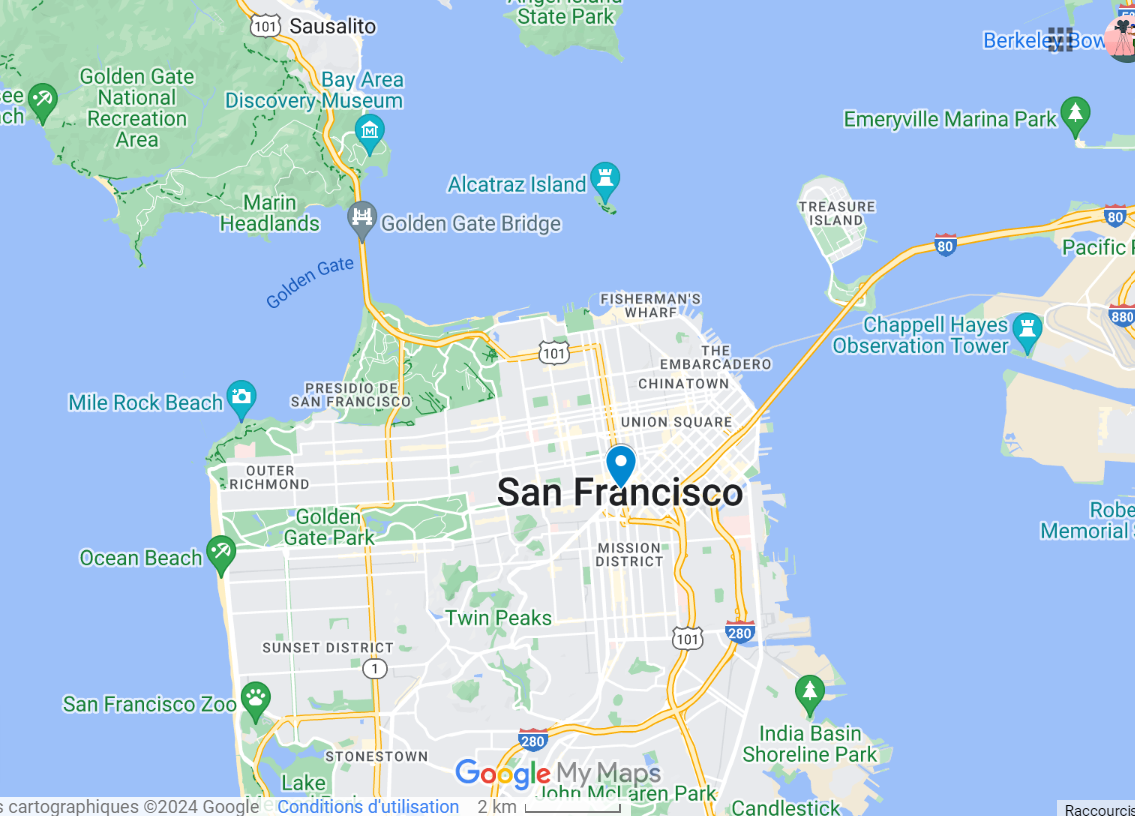 Angel Island
State Park
101
Sausalito
Berkeley Bow
Golden Gate
National
Recreation
Area
Bay Area
Discovery Museum
see
ch
Emeryville Marina Park
Alcatraz Island
Marin
Headlands
Golden Gate Bridge
TREASURE
ISLAND
80
80
Pacific
Golden Gate
FISHERMAN'S
WHARF
880
Chappell Hayes
Observation Tower
101
THE
EMBARCADERO
CHINATOWN
PRESIDIO DE
SAN FRANCISCO
Mile Rock Beach
UNION SQUARE
OUTER
RICHMOND
San Francisco
Golden
Gate Park
Robe
Memorial
Ocean Beach
MISSION
DISTRICT
Twin Peaks
101
280
SUNSET DISTRICT
1
San Francisco Zoo
India Basin
Shoreline Park
280
STONESTOWN
Google My Maps
Lake
John McLaren Park
s cartographiques ©2024 Google
Conditions d'utilisation
2 km
Candlestick
Raccourcis